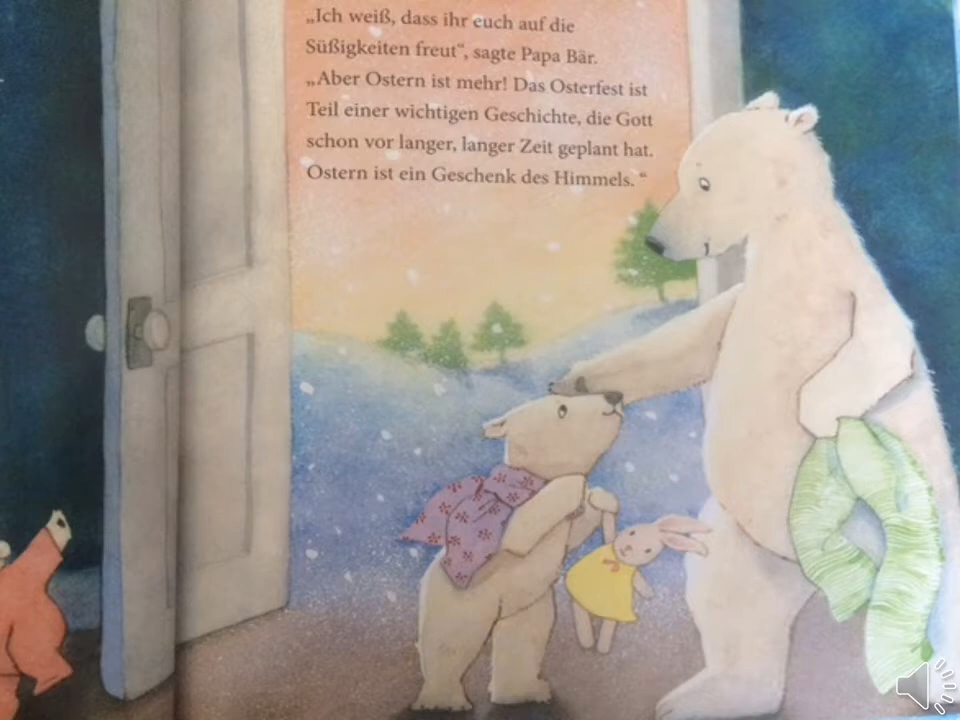 „Ich weiß, dass ihr euch auf die
Süßigkeiten freut“, sagte Papa Bär.
„Aber Ostern ist mehr! Das Osterfest ist
Teil einer wichtigen Geschichte, die Gott
schon vor langer, langer Zeit geplant hat.
Ostern ist ein Geschenk des Himmels.“